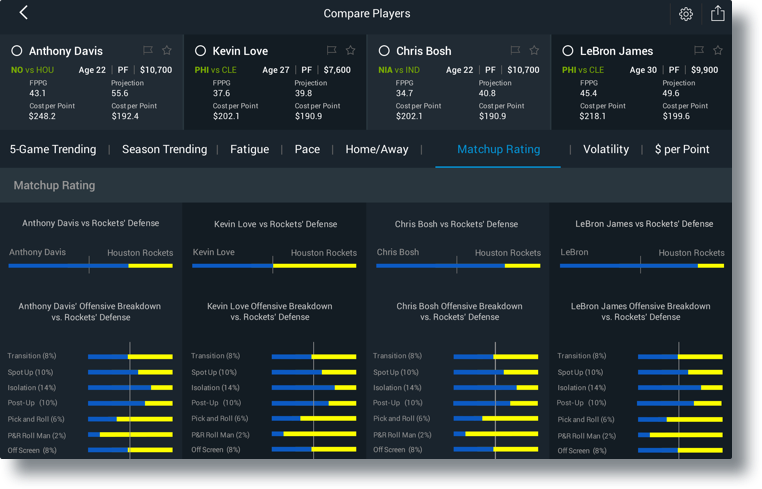 Compare Players
Anthony Davis
NO vs HOU Age 22 | PF | $10,700
FPPG Projection
43.1 55.6
Cost per Point Cost per Point
$248.2 $192.4
Kevin Love
PHI vs CLE Age 27 | PF | $7,600
FPPG Projection
37.6 39.8
Cost per Point Cost per Point
$202.1 $190.9
Chris Bosh
NIA vs IND Age 22 | PF | $10,700
FPPG Projection
34.7 40.8
Cost per Point Cost per Point
$202.1 $190.9
LeBron James
PHI vs CLE Age 30 | PF | $9,900
FPPG Projection
45.4 49.6
Cost per Point Cost per Point
$218.1 $199.6
5-Game Trending | Season Trending | Fatigue | Pace | Home/Away | Matchup Rating | Volatility | $ per Point
Matchup Rating
Anthony Davis vs Rockets' Defense
Anthony Davis Houston Rockets
Anthony Davis' Offensive Breakdown
vs. Rockets' Defense
Transition (8%)
Spot Up (10%)
Isolation (14%)
Post-Up (10%)
Pick and Roll (6%)
P&R Roll Man (2%)
Off Screen (8%)
Kevin Love vs Rockets' Defense
Kevin Love Houston Rockets
Kevin Love Offensive Breakdown
vs. Rockets' Defense
Transition (8%)
Spot Up (10%)
Isolation (14%)
Post-Up (10%)
Pick and Roll (6%)
P&R Roll Man (2%)
Off Screen (8%)
Chris Bosh vs Rockets' Defense
Chris Bosh Houston Rockets
Chris Bosh Offensive Breakdown
vs. Rockets' Defense
Transition (8%)
Spot Up (10%)
Isolation (14%)
Post-Up (10%)
Pick and Roll (6%)
P&R Roll Man (2%)
Off Screen (8%)
LeBron James vs Rockets' Defense
LeBron Houston Rockets
LeBron James Offensive Breakdown
vs. Rockets' Defense
Transition (8%)
Spot Up (10%)
Isolation (14%)
Post-Up (10%)
Pick and Roll (6%)
P&R Roll Man (2%)
Off Screen (8%)